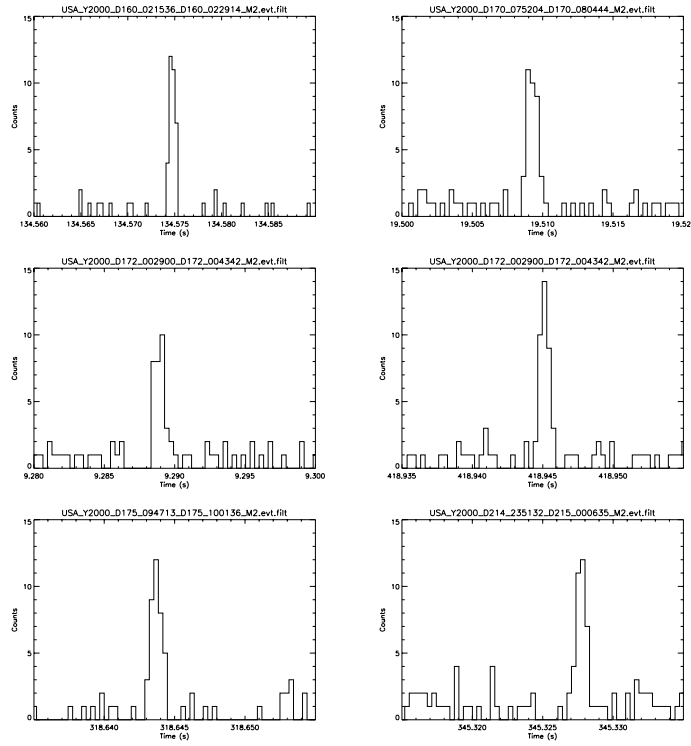 USA_Y2000_D160_021536_D160_022914_M2.evt.filt
15
10
5
0
Counts
134.560 134.565 134.570 134.575 134.580 134.585
Time (s)
USA_Y2000_D170_075204_D170_080444_M2.evt.filt
15
10
5
0
Counts
19.500 19.505 19.510 19.515 19.52
Time (s)
USA_Y2000_D172_002900_D172_004342_M2.evt.filt
15
10
5
0
Counts
9.280 9.285 9.290 9.295 9.300
Time (s)
USA_Y2000_D172_002900_D172_004342_M2.evt.filt
15
10
5
0
Counts
418.935 418.940 418.945 418.950
Time (s)
USA_Y2000_D175_094713_D175_100136_M2.evt.filt
15
10
5
0
Counts
318.640 318.645 318.650
Time (s)
USA_Y2000_D214_235132_D215_000635_M2.evt.filt
15
10
5
0
Counts
345.320 345.325 345.330
Time (s)